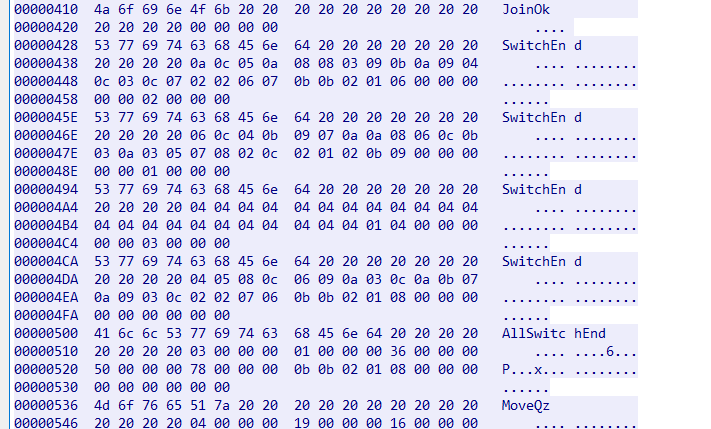 00000410 4a 6f 69 6e 4f 6b 20 20 20 20 20 20 20 20 20 20 JoinOk
00000420 20 20 20 20 00 00 00 00 ....
00000428 53 77 69 74 63 68 45 6e 64 20 20 20 20 20 20 20 SwitchEn d
00000438 20 20 20 20 0a 0c 05 0a 08 08 03 09 0b 0a 09 04 .... ........
00000448 0c 03 0c 07 02 02 06 07 0b 0b 02 01 06 00 00 00 ........ ........
00000458 00 00 02 00 00 00 ......
0000045E 53 77 69 74 63 68 45 6e 64 20 20 20 20 20 20 20 SwitchEn d
0000046E 20 20 20 20 06 0c 04 0b 09 07 0a 0a 08 06 0c 0b .... ........
0000047E 03 0a 03 05 07 08 02 0c 02 01 02 0b 09 00 00 00 ........ ........
0000048E 00 00 01 00 00 00 ......
00000494 53 77 69 74 63 68 45 6e 64 20 20 20 20 20 20 20 SwitchEn d
000004A4 20 20 20 20 04 04 04 04 04 04 04 04 04 04 04 04 .... ........
000004B4 04 04 04 04 04 04 04 04 04 04 04 01 04 00 00 00 ........ ........
000004C4 00 00 03 00 00 00 ......
000004CA 53 77 69 74 63 68 45 6e 64 20 20 20 20 20 20 20 SwitchEn d
000004DA 20 20 20 20 04 05 08 0c 06 09 0a 03 0c 0a 0b 07 .... ........
000004EA 0a 09 03 0c 02 02 07 06 0b 0b 02 01 08 00 00 00 ........ ........
000004FA 00 00 00 00 00 00 ......
00000500 41 6c 6c 53 77 69 74 63 68 45 6e 64 20 20 20 20 AllSwitc hEnd
00000510 20 20 20 20 03 00 00 00 01 00 00 00 36 00 00 00 .... ....6...
00000520 50 00 00 00 78 00 00 00 0b 0b 02 01 08 00 00 00 P...x... ........
00000530 00 00 00 00 00 00 ......
00000536 4d 6f 76 65 51 7a 20 20 20 20 20 20 20 20 20 20 MoveQz
00000546 20 20 20 20 04 00 00 00 19 00 00 00 16 00 00 00 .... ........